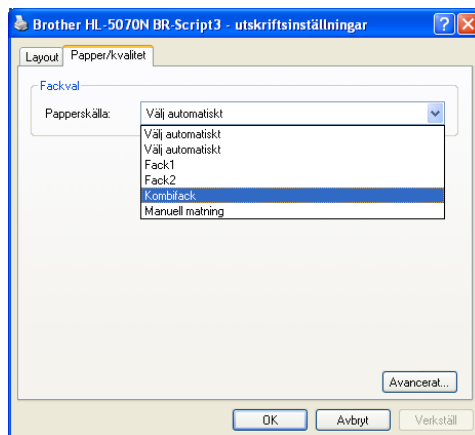 Brother HL-5070N BR-Script3 - utskriftsinställningar
Layout Papper/kvalitet
Fackval
Papperskälla: Välj automatiskt
Välj automatiskt
Välj automatiskt
Fack1
Fack2
Kombifack
Manuell matning
Avancerat...
OK Avbryt Verkställ